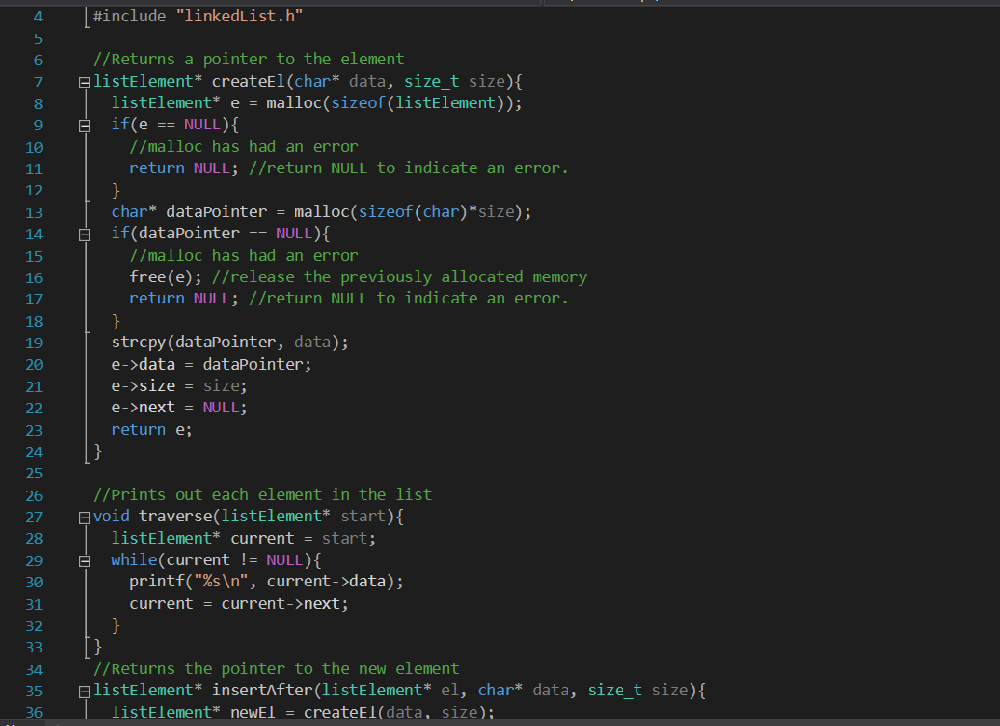 4 #include "linkedList.h"
5
6 //Returns a pointer to the element
7 listElement* createEl(char* data, size_t size){
8 listElement* e = malloc(sizeof(listElement));
9 if(e == NULL){
10 //malloc has had an error
11 return NULL; //return NULL to indicate an error.
12 }
13 char* dataPointer = malloc(sizeof(char)*size);
14 if(dataPointer == NULL){
15 //malloc has had an error
16 free(e); //release the previously allocated memory
17 return NULL; //return NULL to indicate an error.
18 }
19 strcpy(dataPointer, data);
20 e->data = dataPointer;
21 e->size = size;
22 e->next = NULL;
23 return e;
24 }
25
26 //Prints out each element in the list
27 void traverse(listElement* start){
28 listElement* current = start;
29 while(current != NULL){
30 printf("%s\n", current->data);
31 current = current->next;
32 }
33 }
34 //Returns the pointer to the new element
35 listElement* insertAfter(listElement* el, char* data, size_t size){
36 listElement* newEl = createEl(data, size);